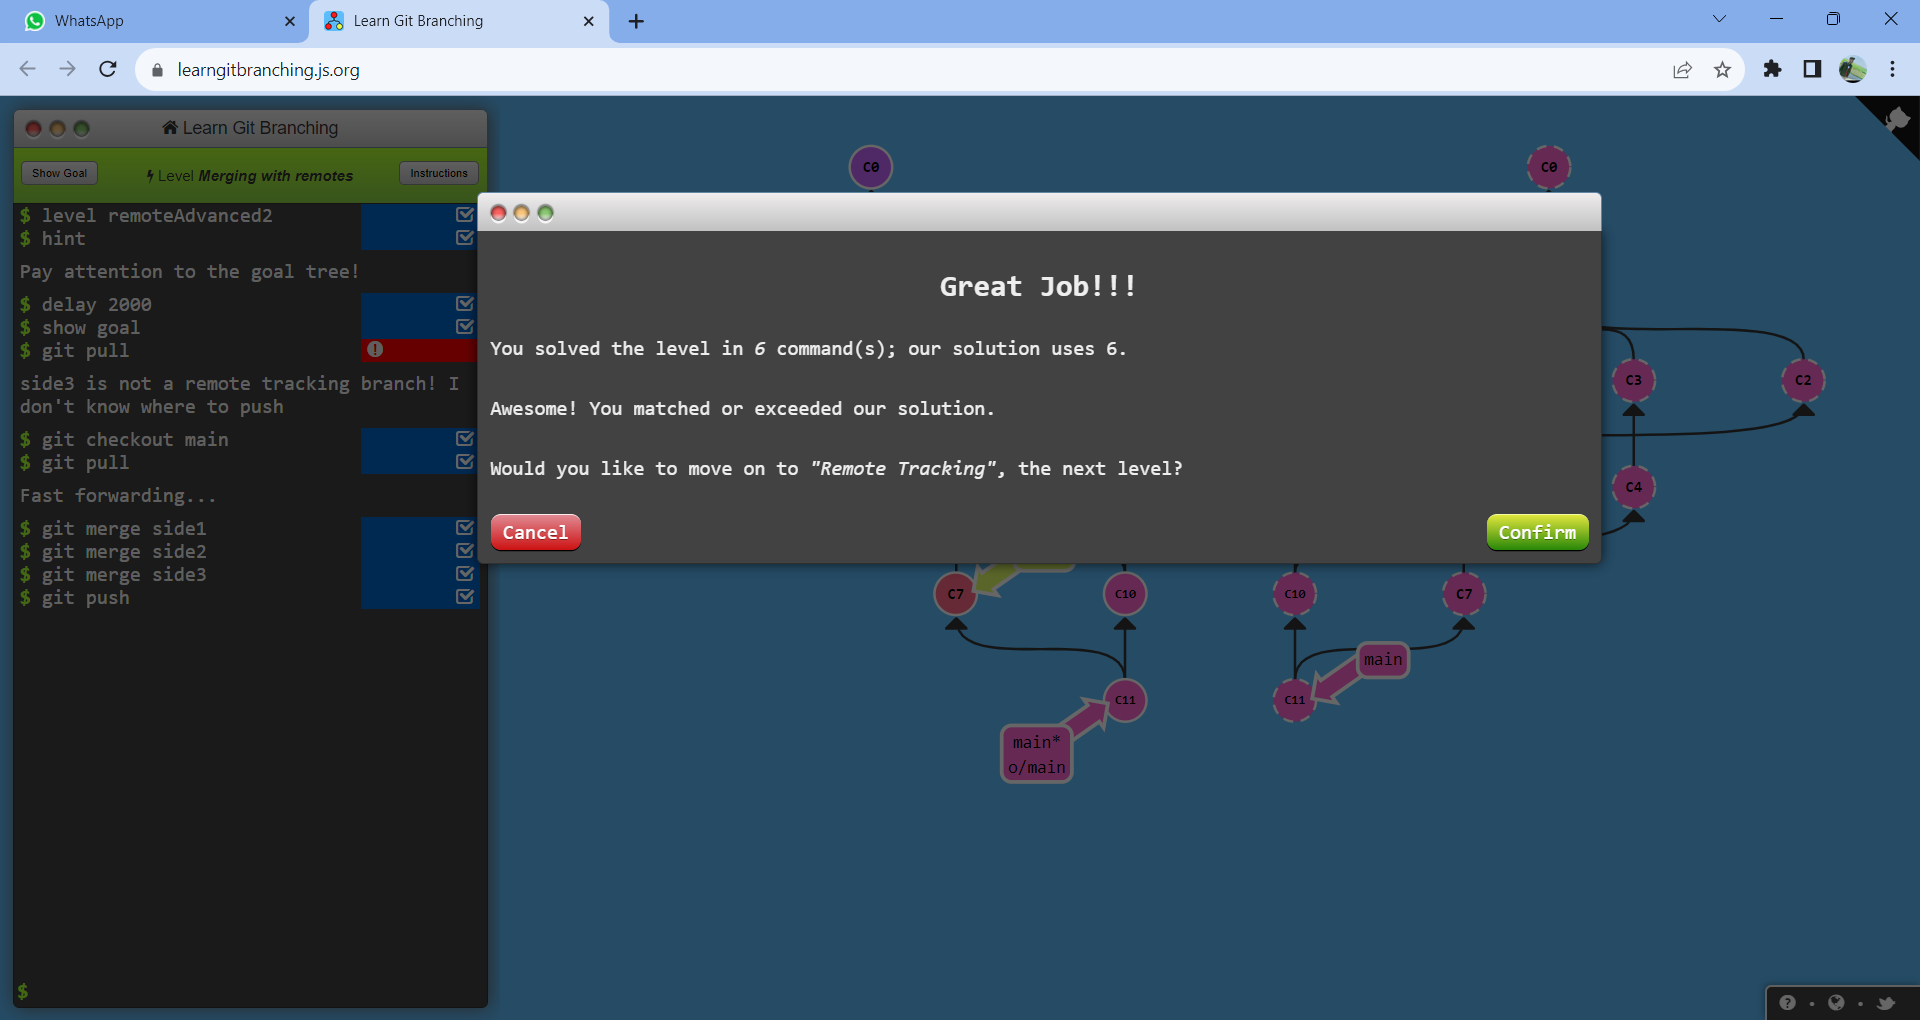 WhatsApp
Learn Git Branching
learngitbranching.js.org
Learn Git Branching
Show Goal
Level Merging with remotes
Instructions
$ level remoteAdvanced2
$ hint
Pay attention to the goal tree!
$ delay 2000
$ show goal
$ git pull
side3 is not a remote tracking branch! I
don't know where to push
$ git checkout main
$ git pull
Fast forwarding...
$ git merge side1
$ git merge side2
$ git merge side3
$ git push
$
C0
C0
Great Job!!!
You solved the level in 6 command(s); our solution uses 6.
Awesome! You matched or exceeded our solution.
Would you like to move on to "Remote Tracking", the next level?
Cancel
Confirm
C3
C2
C4
C7
C10
C10
C7
main
C11
C11
main*
o/main